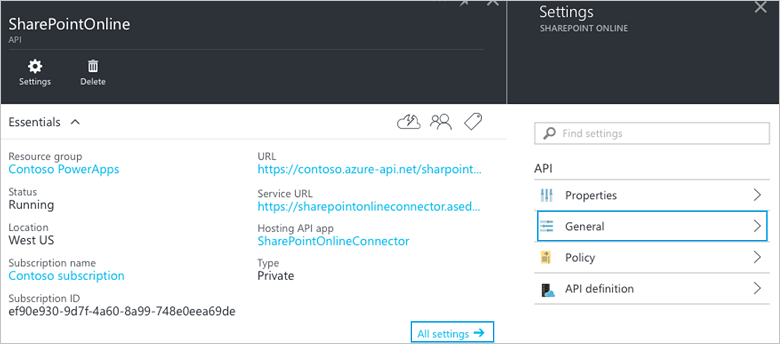 SharePointOnline
API
Settings
Delete
Essentials
Resource group
Contoso PowerApps
Status
Running
Location
West US
Subscription name
Contoso subscription
Subscription ID
ef90e930-9d7f-4a60-8a99-748e0eea69de
URL
https://contoso.azure-api.net/sharpoint...
Service URL
https://sharepointonlineconnector.ased...
Hosting API app
SharePointOnlineConnector
Type
Private
All settings
Settings
SHAREPOINT ONLINE
Find settings
API
Properties
General
Policy
API definition